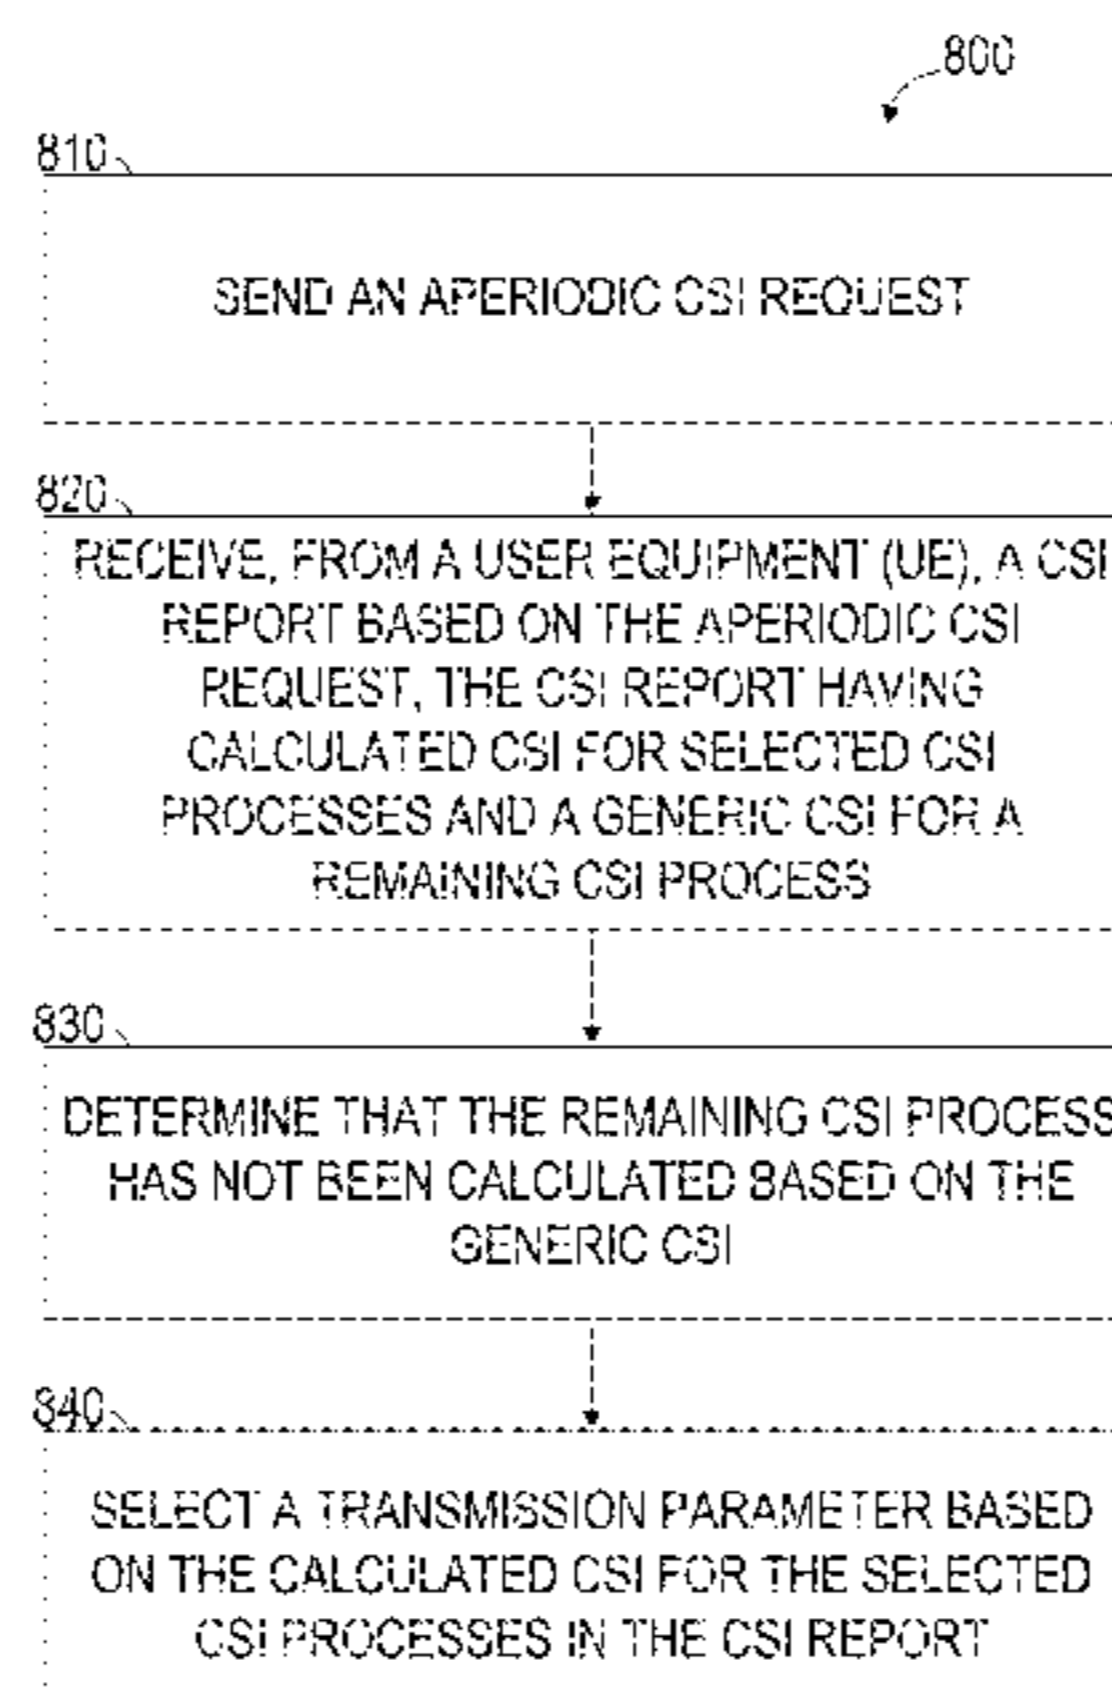 800
810
SEND AN APERIODIC CSI REQUEST
820
RECEIVE, FROM A USER EQUIPMENT (UE), A CSI
REPORT BASED ON THE APERIODIC CSI
REQUEST, THE CSI REPORT HAVING
CALCULATED CSI FOR SELECTED CSI
PROCESSES AND A GENERIC CSI FOR A
REMAINING CSI PROCESS
830
DETERMINE THAT THE REMAINING CSI PROCESS
HAS NOT BEEN CALCULATED BASED ON THE
GENERIC CSI
840
SELECT A TRANSMISSION PARAMETER BASED
ON THE CALCULATED CSI FOR THE SELECTED
CSI PROCESSES IN THE CSI REPORT